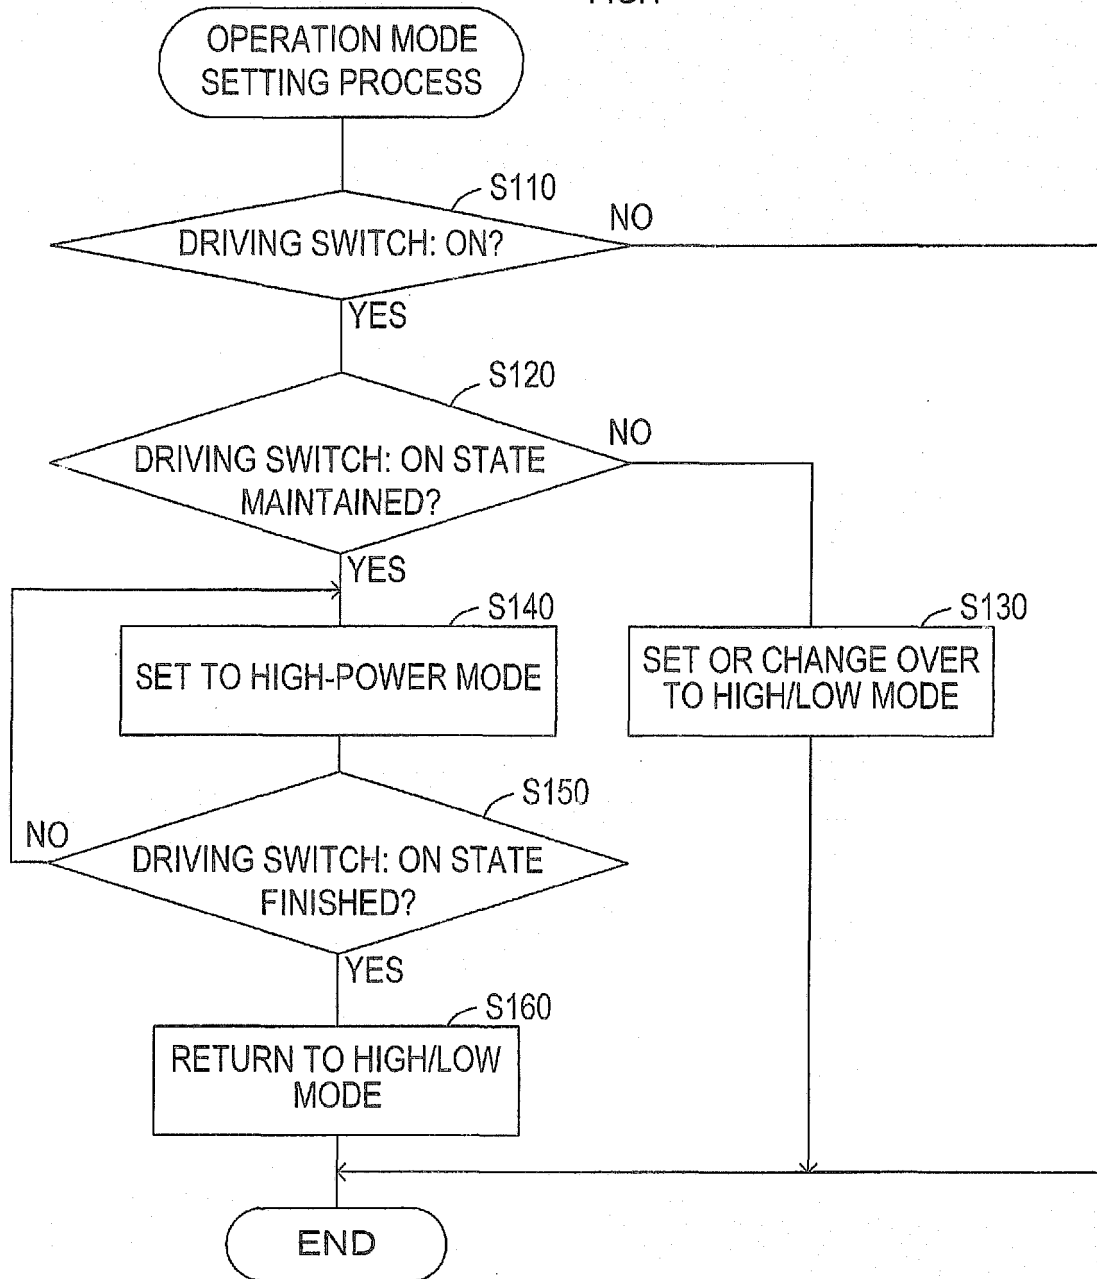 OPERATION MODE
SETTING PROCESS
S110
DRIVING SWITCH: ON?
NO
YES
S120
DRIVING SWITCH: ON STATE
MAINTAINED?
NO
YES
S140
SET TO HIGH-POWER MODE
S130
SET OR CHANGE OVER
TO HIGH/LOW MODE
S150
DRIVING SWITCH: ON STATE
FINISHED?
NO
YES
S160
RETURN TO HIGH/LOW
MODE
END